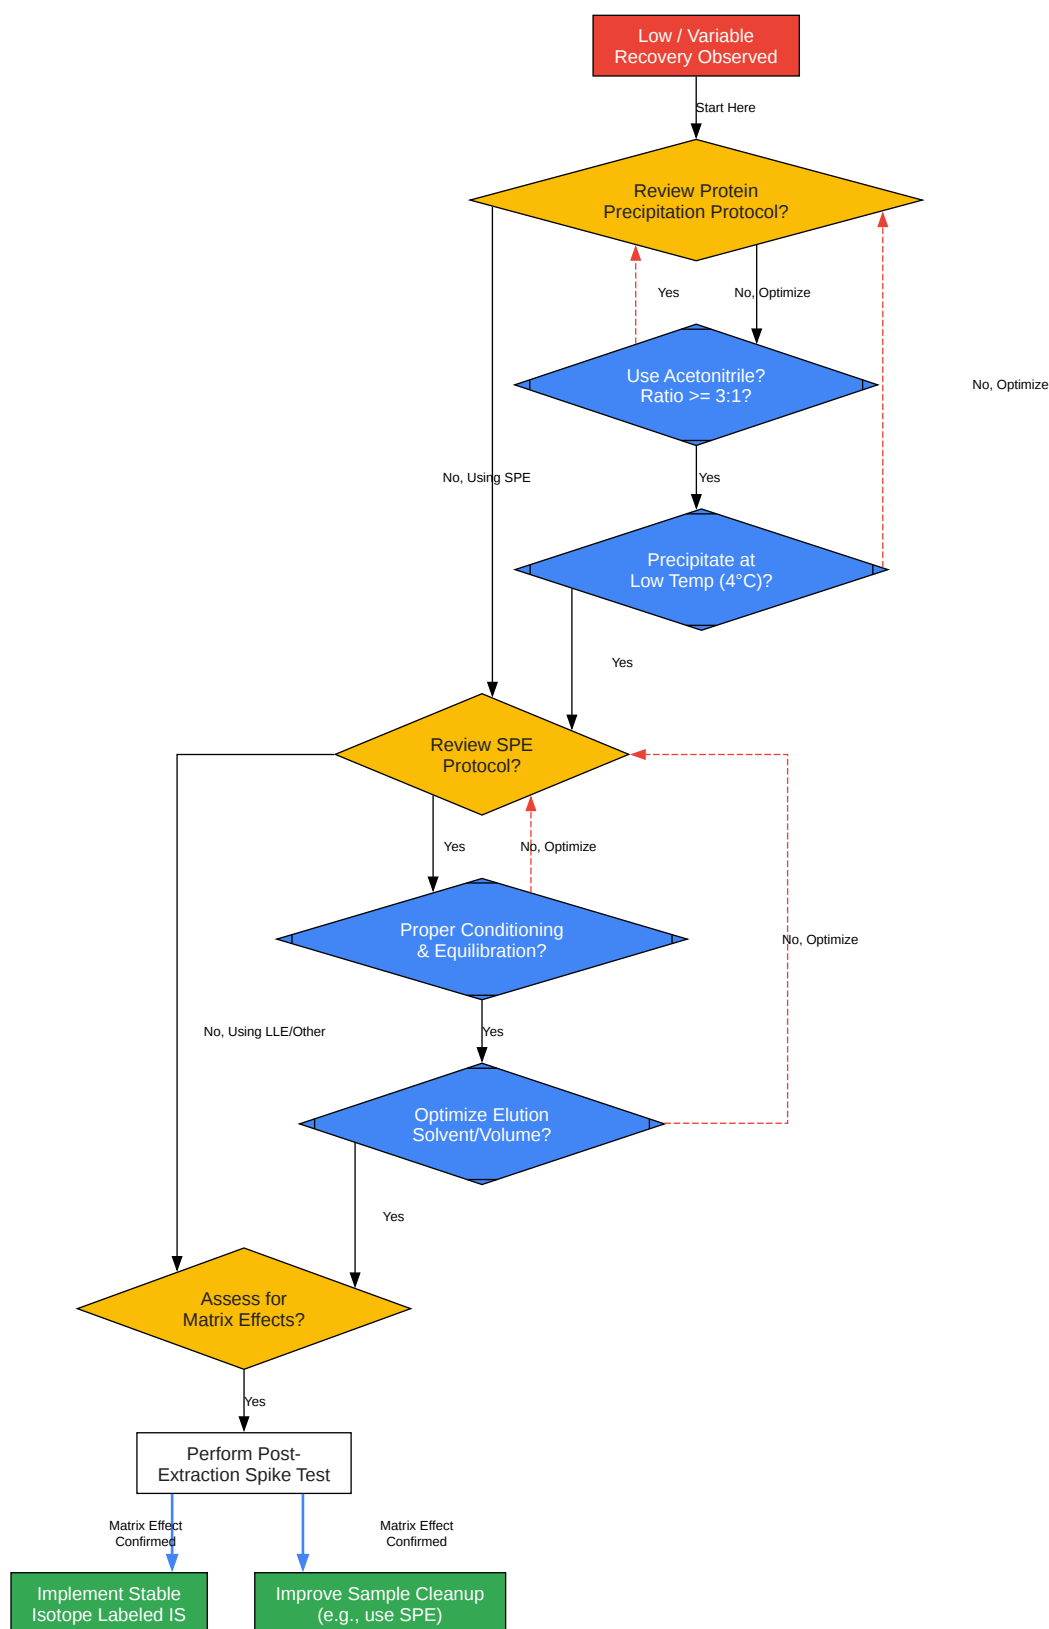 Low / Variable
Recovery Observed
Start Here
Review Protein
Precipitation Protocol?
Yes
No, Optimize
Use Acetonitrile?
Ratio >= 3:1?
No, Optimize
No, Using SPE
Yes
Precipitate at
Low Temp (4°C)?
Yes
Review SPE
Protocol?
Yes
No, Optimize
Proper Conditioning
& Equilibration?
No, Optimize
No, Using LLE/Other
Yes
Optimize Elution
Solvent/Volume?
Yes
Assess for
Matrix Effects?
Yes
Perform Post-
Extraction Spike Test
Matrix Effect
Confirmed
Matrix Effect
Confirmed
Implement Stable
Isotope Labeled IS
Improve Sample Cleanup
(e.g., use SPE)